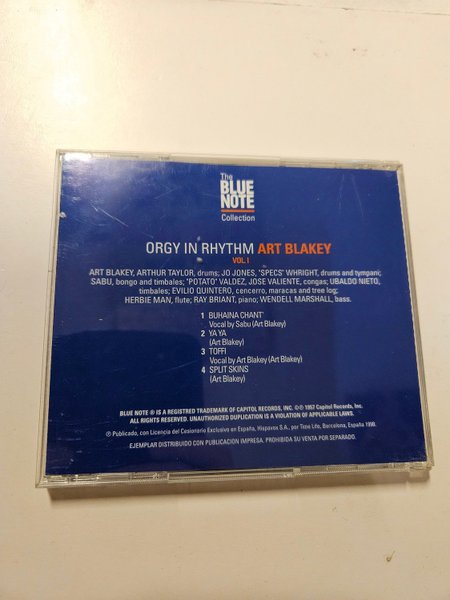 The
BLUE
NOTE
Collection
ORGY IN RHYTHM ART BLAKEY
VOL. I
ART BLAKEY, ARTHUR TAYLOR, drums; JO JONES, 'SPECS' WHRIGHT, drums and tympani;
SABU, bongo and timbales; "POTATO" VALDEZ, JOSE VALIENTE, congas; UBALDO NIETO,
timbales; EVILIO QUINTERO, cencerro, maracas and tree log;
HERBIE MAN, flute; RAY BRIANT, piano; WENDELL MARSHALL, bass.
1 BUHAINA CHANT'
Vocal by Sabu (Art Blakey)
2 YA YA
(Art Blakey)
3 TOFFI
Vocal by Art Blakey (Art Blakey)
4 SPLIT SKINS
(Art Blakey)
BLUE NOTE ® IS A REGISTRED TRADEMARK OF CAPITOL RECORDS, INC. ©℗ 1957 Capitol Records, Inc.
ALL RIGHTS RESERVED. UNAUTHORIZED DUPLICATION IS A VIOLATION OF APPLICABLE LAWS.
℗ Publicado, con Licencia del Cesionario Exclusivo en España, Hispavox S.A., por Time Life, Barcelona, España 1990.
EJEMPLAR DISTRIBUIDO CON PUBLICACION IMPRESA. PROHIBIDA SU VENTA POR SEPARADO.